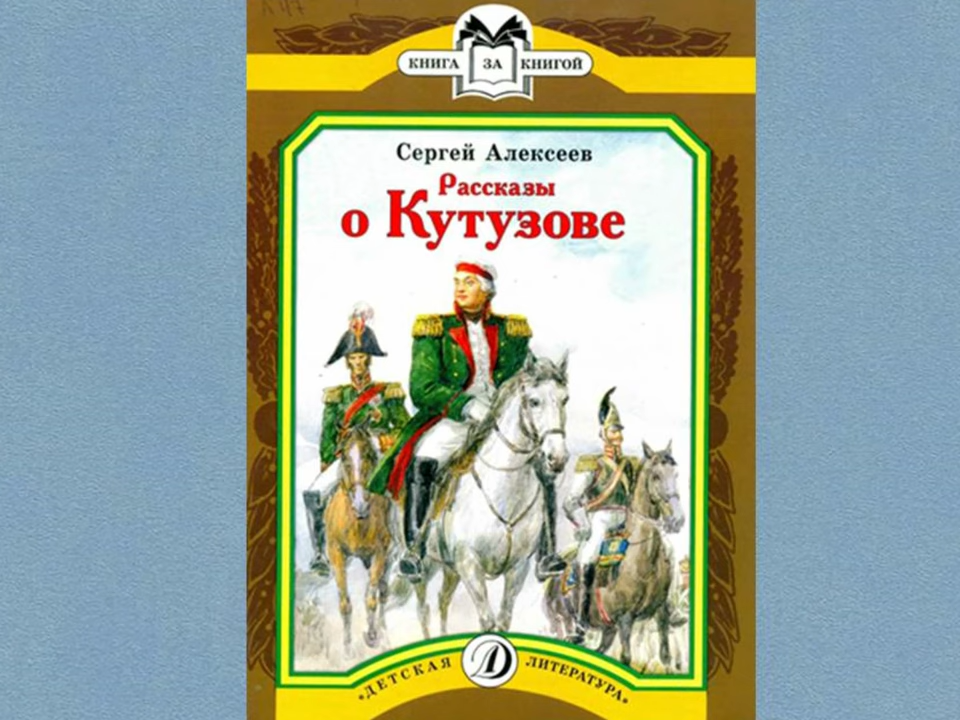 КНИГА ЗА КНИГОЙ
Сергей Алексеев
Рассказы
о Кутузове
«ДЕТСКАЯ Д ЛИТЕРАТУРА»